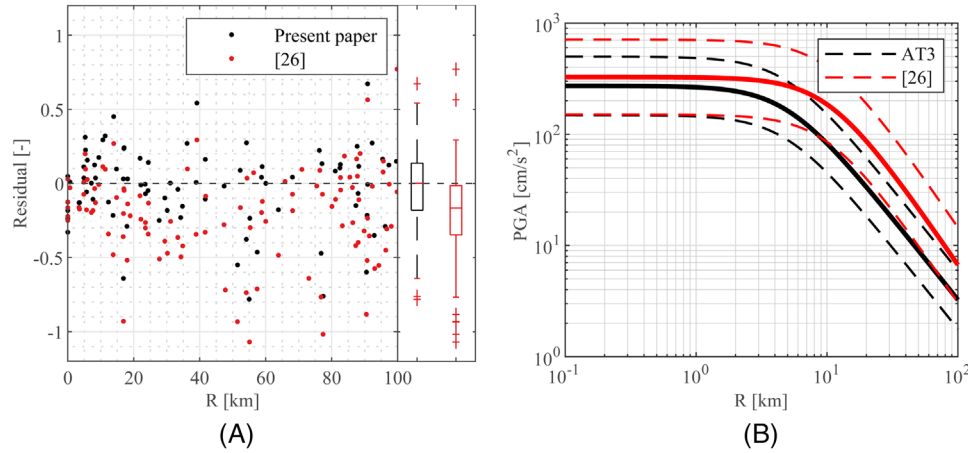 1
0.5
0
-0.5
-1
Residual [-]
Present paper
[26]
0 20 40 60 80 100
R [km]
(A)
10³
10²
10¹
10⁰
PGA [cm/s²]
AT3
[26]
10⁻¹ 10⁰ 10¹ 10²
R [km]
(B)